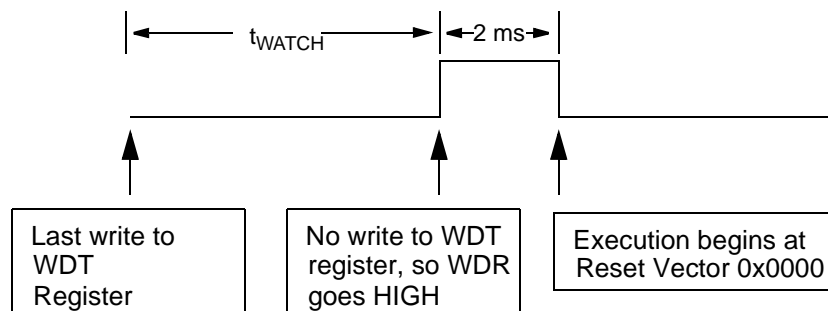 tWATCH
2 ms
Last write to
WDT
Register
No write to WDT
register, so WDR
goes HIGH
Execution begins at
Reset Vector 0x0000